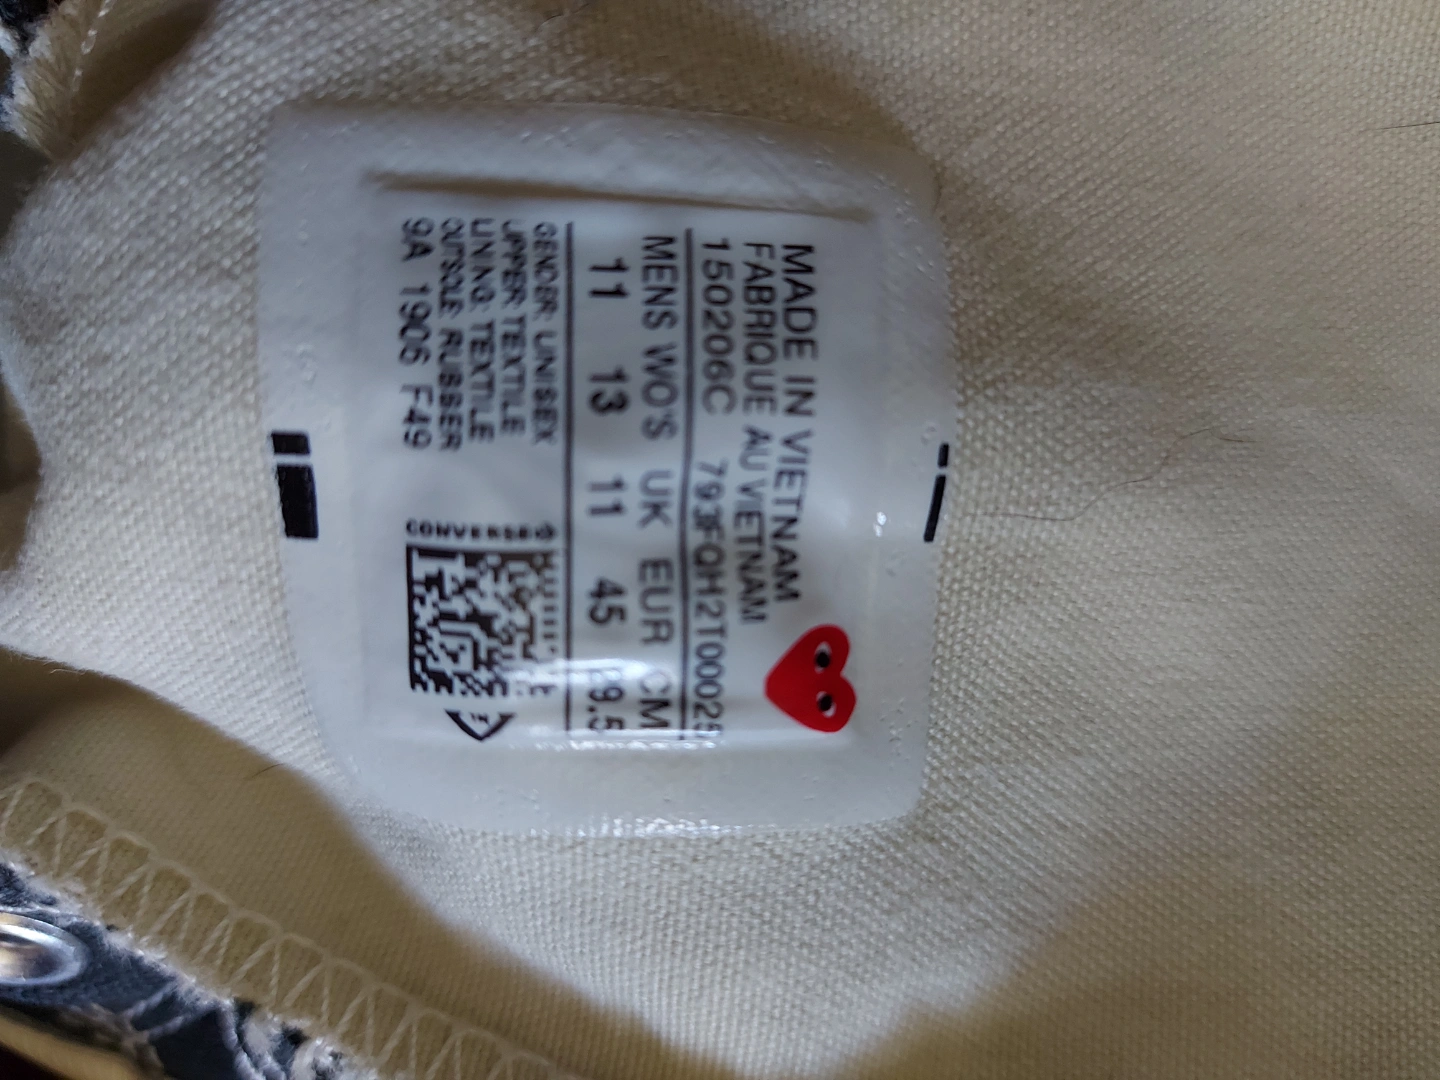 MADE IN VIETNAM
FABRIQUE AU VIETNAM
150206C
MENS WO'S UK EUR CM
11 13 11 45
GENDER: UNISEX
UPPER: TEXTILE
LINING: TEXTILE
OUTSOLE: RUBBER
9A 1906 F49
CONVERSE